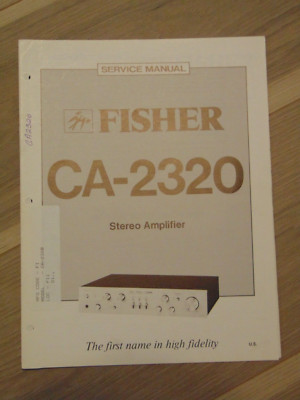 SERVICE MANUAL
FISHER
CA-2320
Stereo Amplifier
The first name in high fidelity